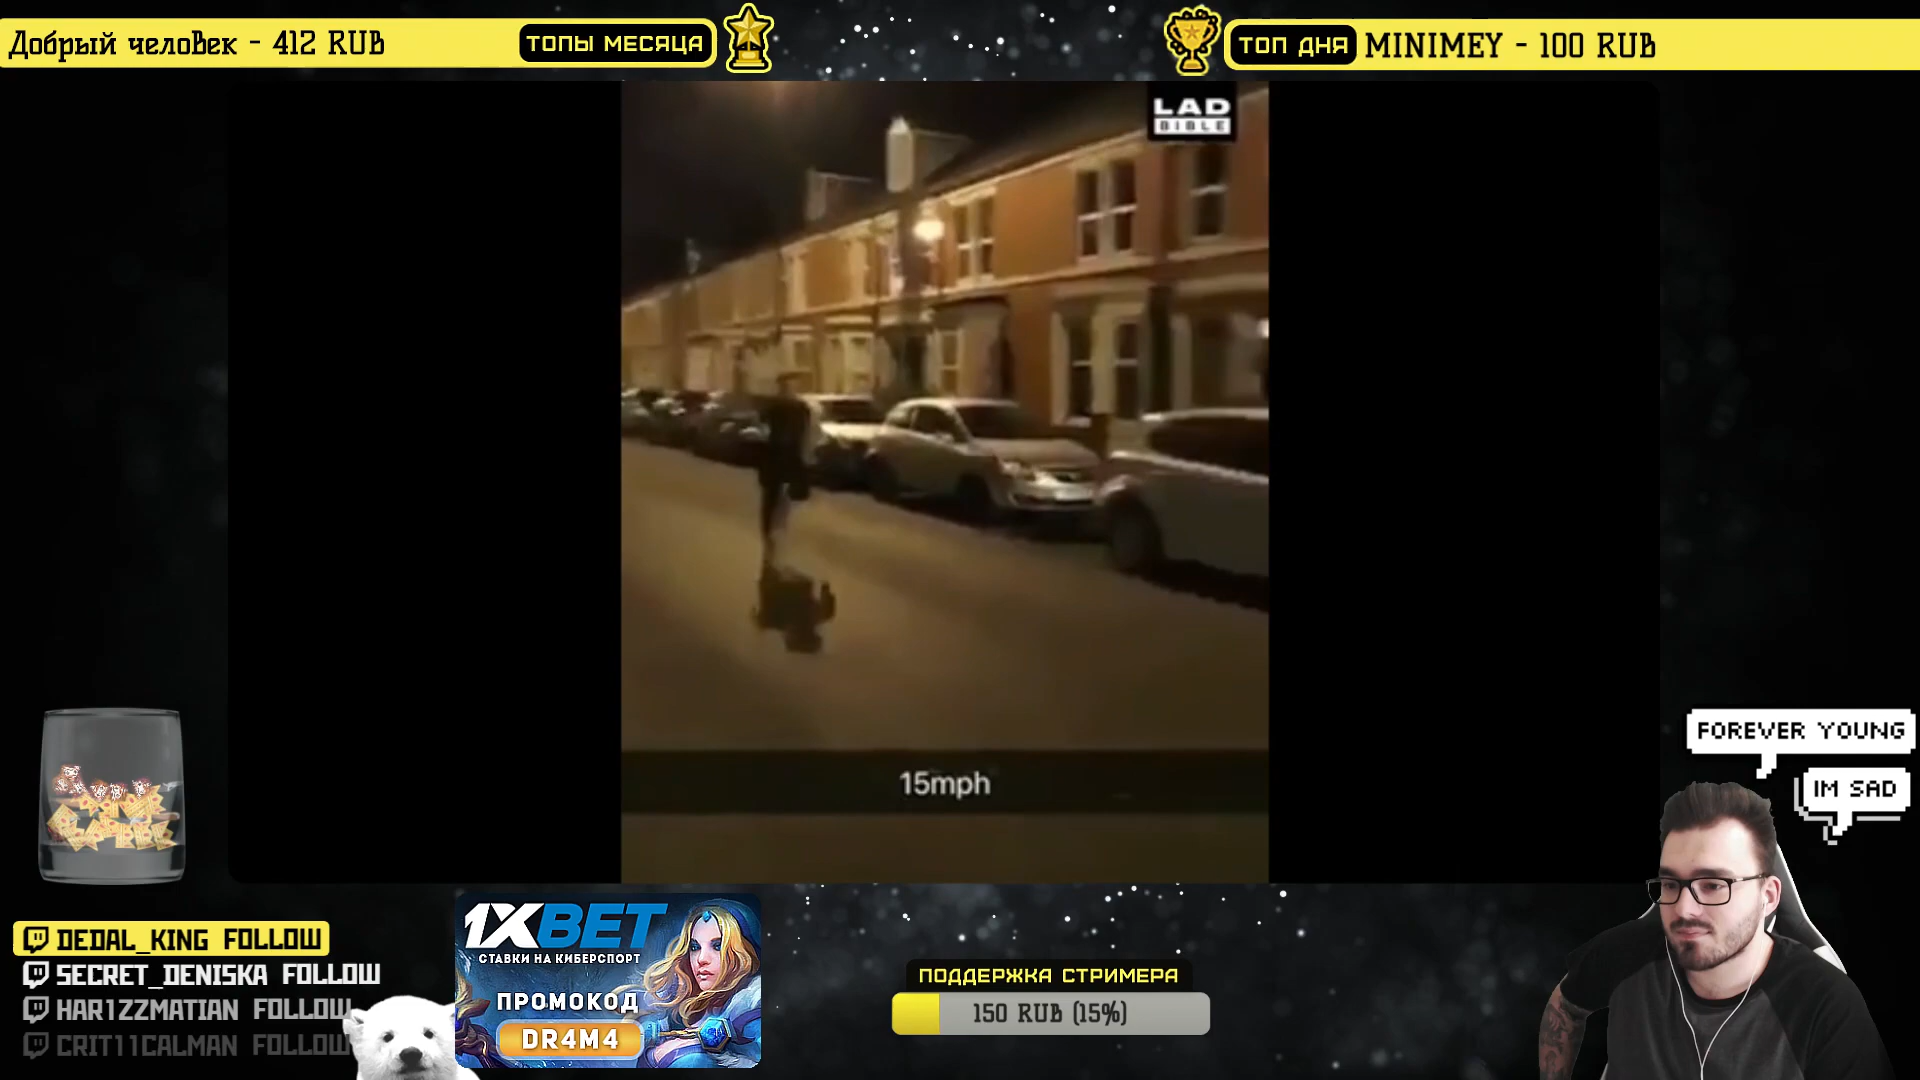 Добрый человек - 412 RUB
ТОПЫ МЕСЯЦА
ТОП ДНЯ
MINIMEY - 100 RUB
LAD
BIBLE
15mph
FOREVER YOUNG
IM SAD
DEDAL_KING FOLLOW
SECRET_DENISKA FOLLOW
HAR1ZZMATIAN FOLLOW
CRIT11CALMAN FOLLOW
1XBET
СТАВКИ НА КИБЕРСПОРТ
ПРОМОКОД
DR4M4
ПОДДЕРЖКА СТРИМЕРА
150 RUB (15%)